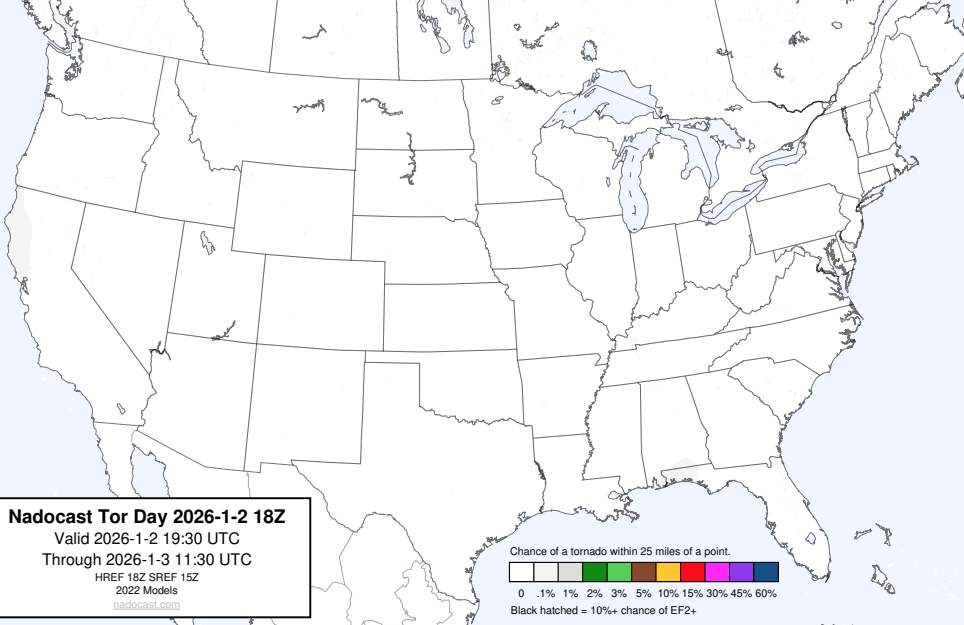 Nadocast Tor Day 2026-1-2 18Z
Valid 2026-1-2 19:30 UTC
Through 2026-1-3 11:30 UTC
HREF 18Z SREF 15Z
2022 Models
nadocast.com
Chance of a tornado within 25 miles of a point.
0 .1% 1% 2% 3% 5% 10% 15% 30% 45% 60%
Black hatched = 10%+ chance of EF2+